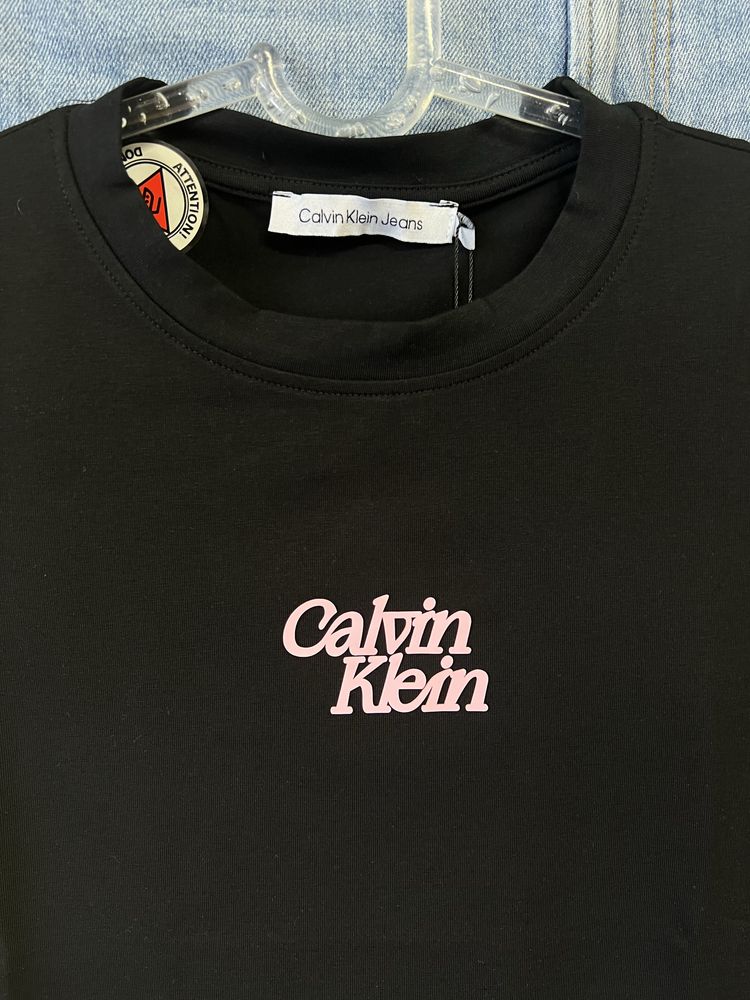 ATTENTION!
Calvin Klein Jeans
Calvin
Klein